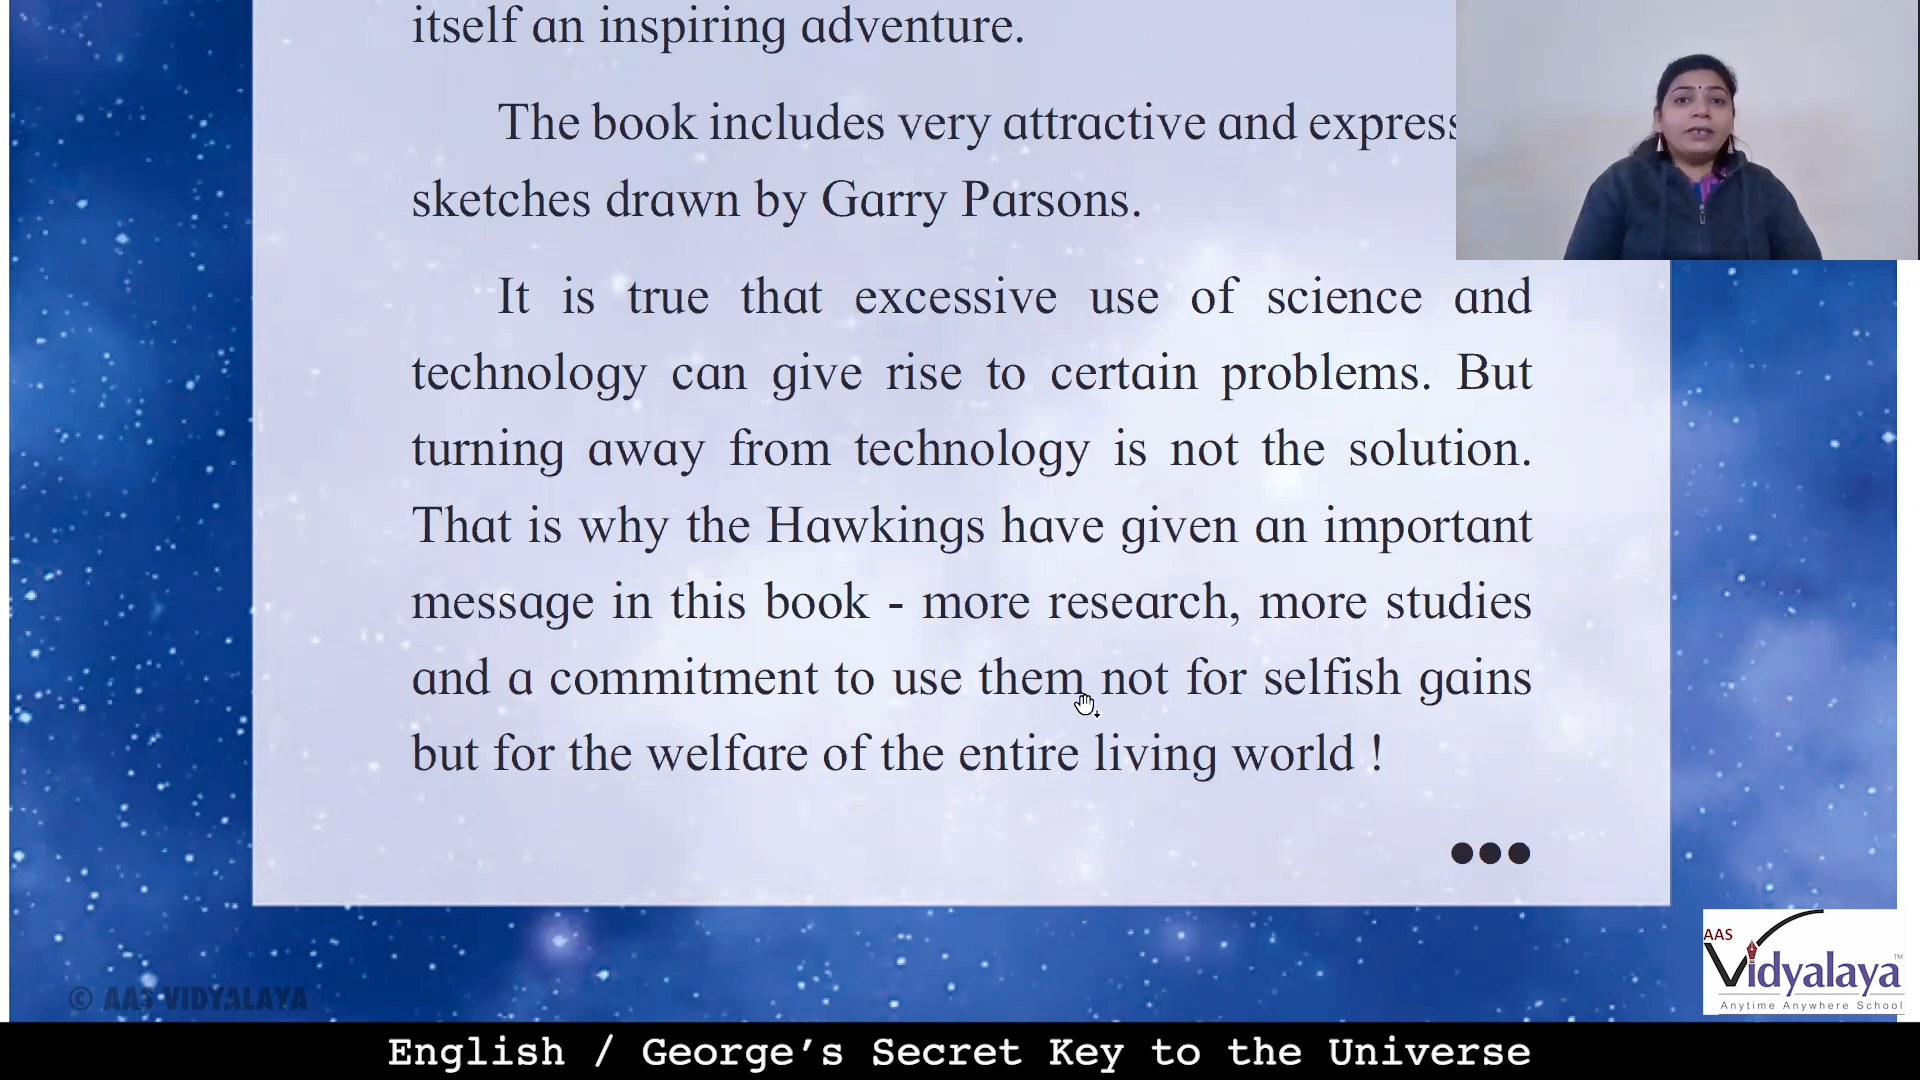 itself an inspiring adventure.
The book includes very attractive and
sketches drawn by Garry Parsons.
It is true that excessive use of science and
technology can give rise to certain problems. But
turning away from technology is not the solution.
That is why the Hawkings have given an important
message in this book - more research, more studies
and a commitment to use them not for selfish gains
but for the welfare of the entire living world !
AAS
Vidyalaya
TM
Anytime Anywhere School
© AAS VIDYALAYA
English / George's Secret Key to the Universe